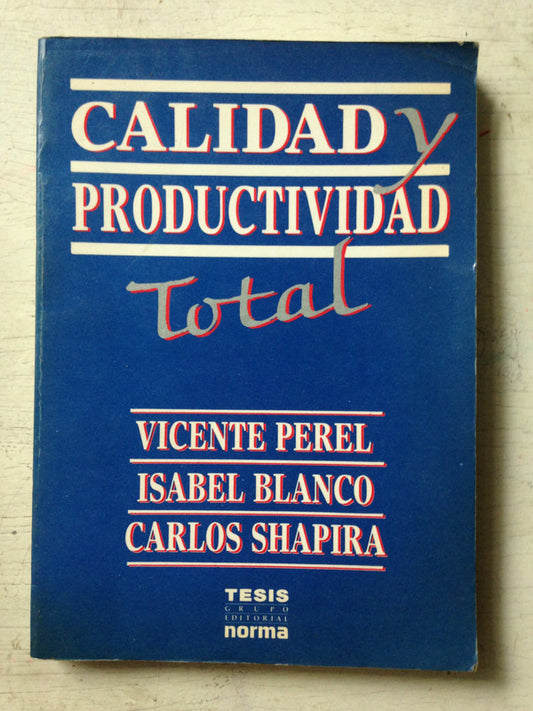 CALIDAD y
PRODUCTIVIDAD
Total
VICENTE PEREL
ISABEL BLANCO
CARLOS SHAPIRA
TESIS
GRUPO
EDITORIAL
norma